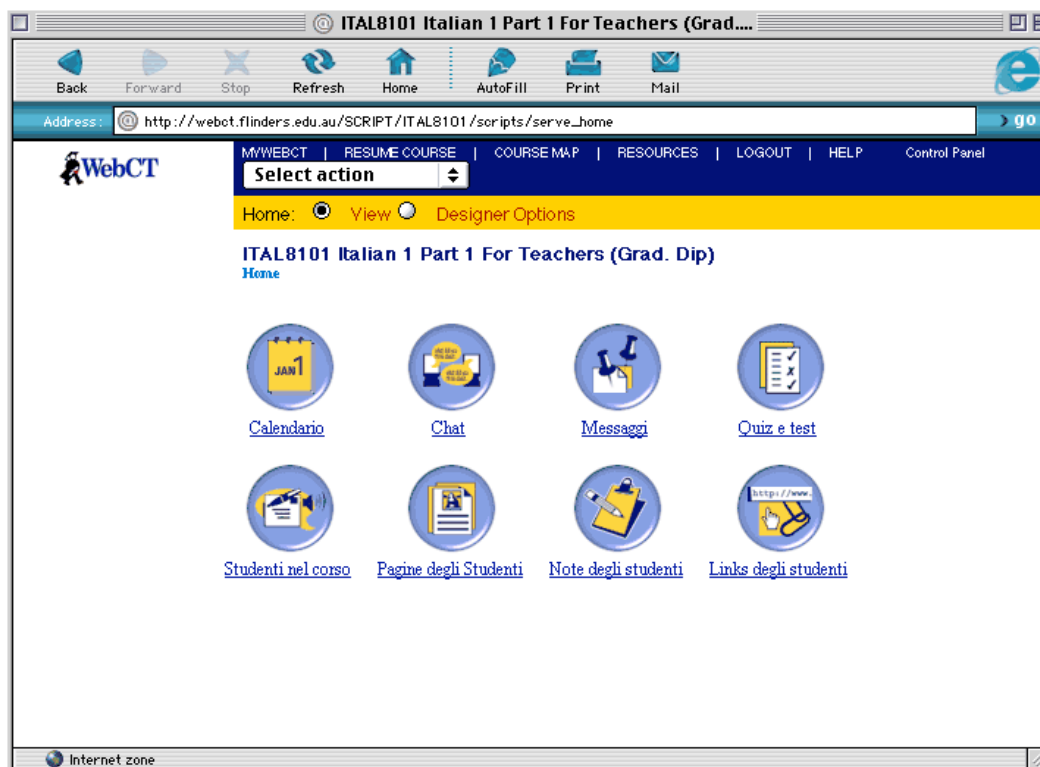 ITAL8101 Italian 1 Part 1 For Teachers (Grad....
Back Forward Stop Refresh Home AutoFill Print Mail
Address: http://webct.flinders.edu.au/SCRIPT/ITAL8101/scripts/serve_home go
WebCT
MYWEBCT | RESUME COURSE | COURSE MAP | RESOURCES | LOGOUT | HELP Control Panel
Select action
Home: View Designer Options
ITAL8101 Italian 1 Part 1 For Teachers (Grad. Dip)
Home
JAN 1
http://www.
Calendario Chat Messaggi Quiz e test
Studenti nel corso Pagine degli Studenti Note degli studenti Links degli studenti
Internet zone